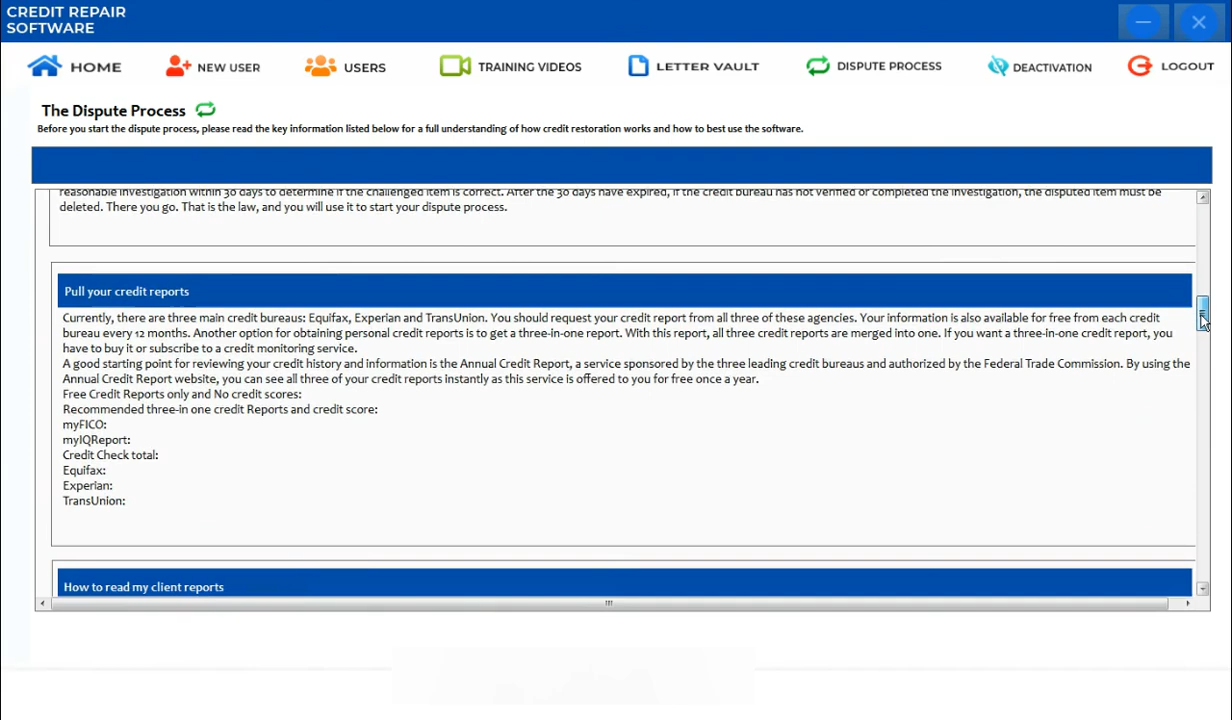 CREDIT REPAIR
SOFTWARE
HOME
NEW USER
USERS
TRAINING VIDEOS
LETTER VAULT
DISPUTE PROCESS
DEACTIVATION
LOGOUT
The Dispute Process
Before you start the dispute process, please read the key information listed below for a full understanding of how credit restoration works and how to best use the software.
reasonable investigation within 30 days to determine if the challenged item is correct. After the 30 days have expired, if the credit bureau has not verified or completed the investigation, the disputed item must be
deleted. There you go. That is the law, and you will use it to start your dispute process.
Pull your credit reports
Currently, there are three main credit bureaus: Equifax, Experian and TransUnion. You should request your credit report from all three of these agencies. Your information is also available for free from each credit
bureau every 12 months. Another option for obtaining personal credit reports is to get a three-in-one report. With this report, all three credit reports are merged into one. If you want a three-in-one credit report, you
have to buy it or subscribe to a credit monitoring service.
A good starting point for reviewing your credit history and information is the Annual Credit Report, a service sponsored by the three leading credit bureaus and authorized by the Federal Trade Commission. By using the
Annual Credit Report website, you can see all three of your credit reports instantly as this service is offered to you for free once a year.
Free Credit Reports only and No credit scores:
Recommended three-in one credit Reports and credit score:
myFICO:
myIQReport:
Credit Check total:
Equifax:
Experian:
TransUnion:
How to read my client reports